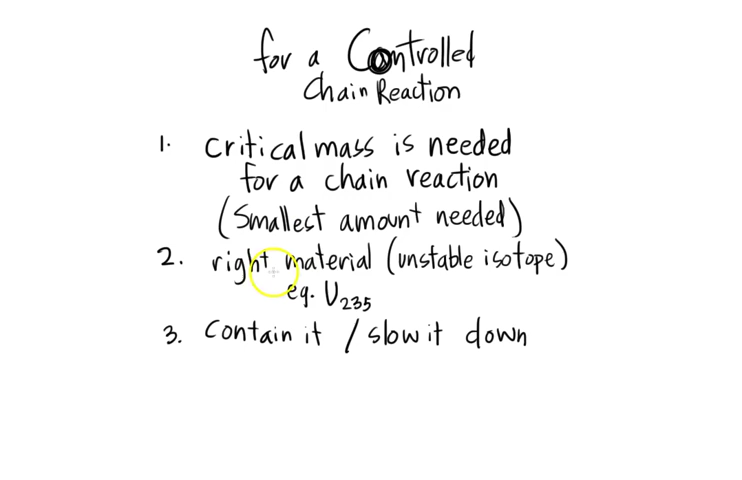 for a Controlled
Chain Reaction
1. Critical mass is needed
for a chain reaction
(Smallest amount needed)
2. right material (unstable isotope)
eg. U235
3. Contain it / slow it down